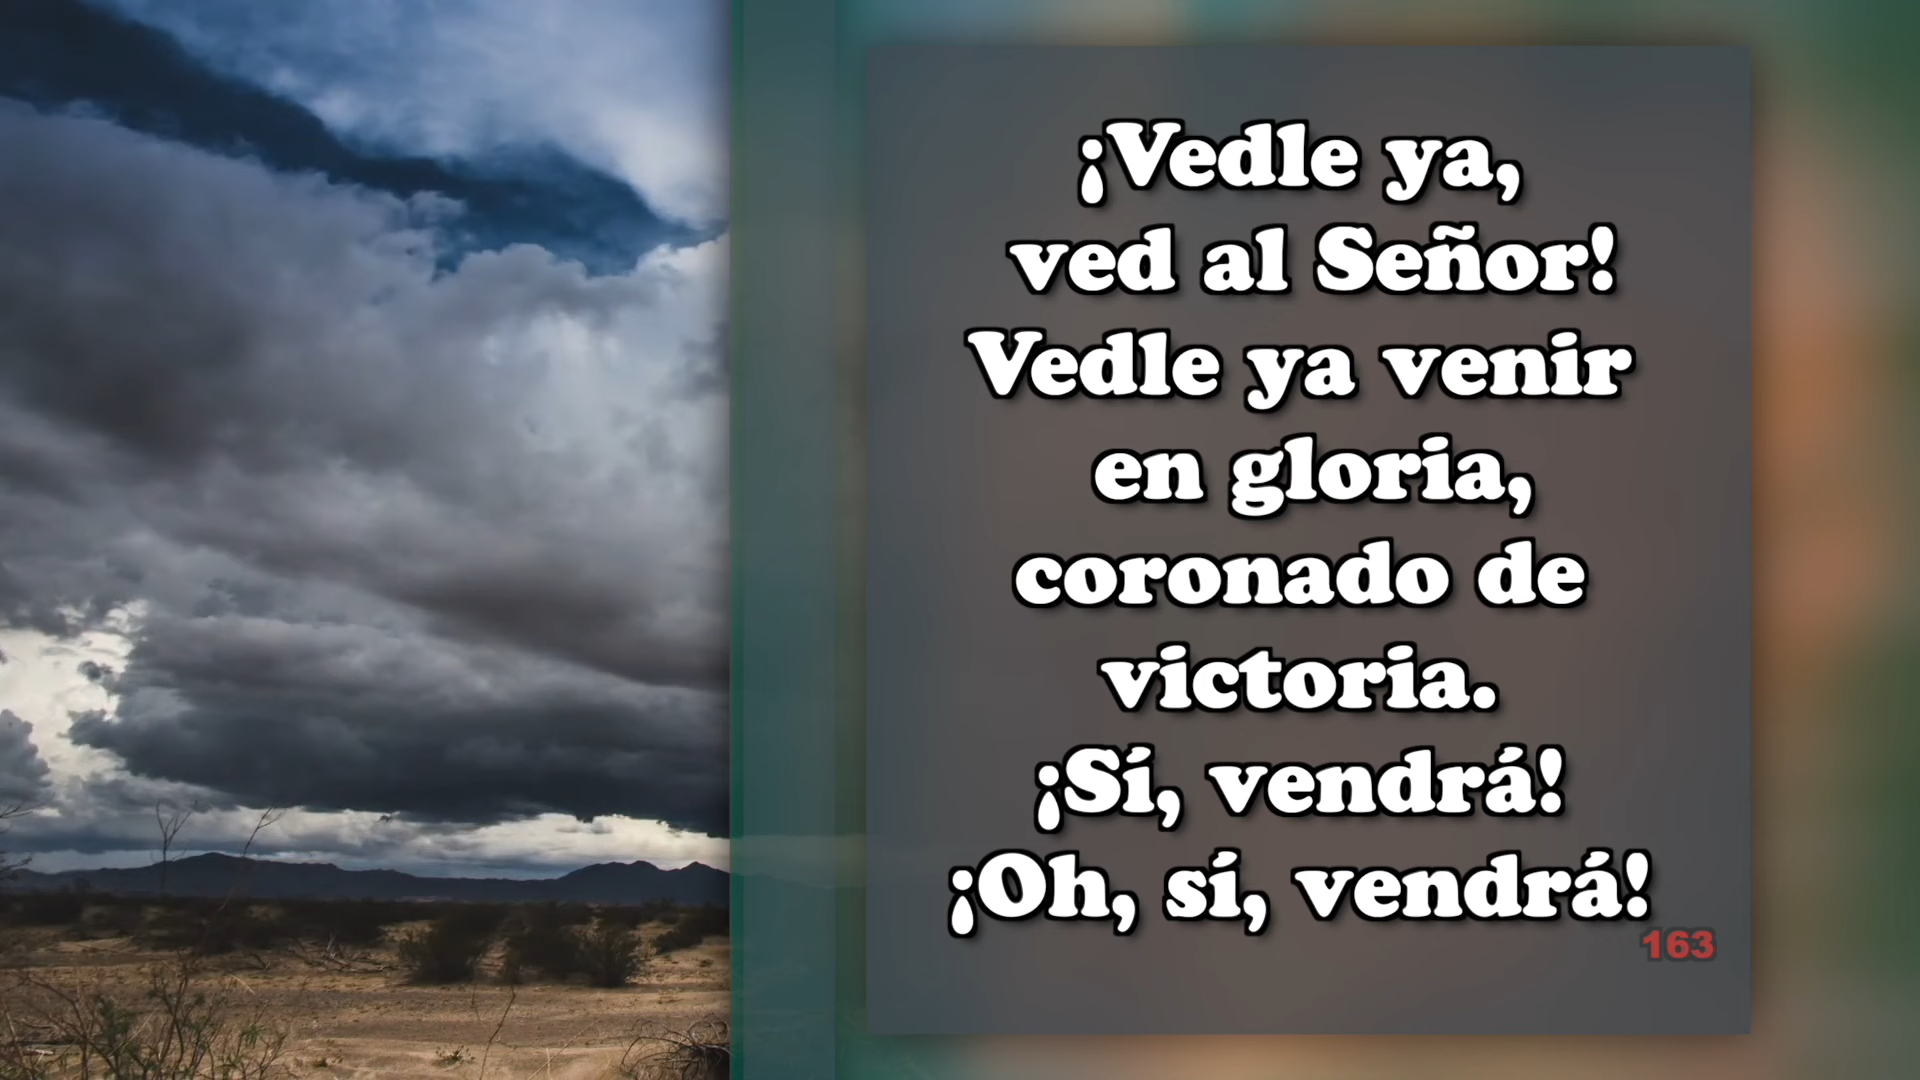 ¡Vedle ya,
ved al Señor!
Vedle ya venir
en gloria,
coronado de
victoria.
¡Sí, vendrá!
¡Oh, sí, vendrá!
163